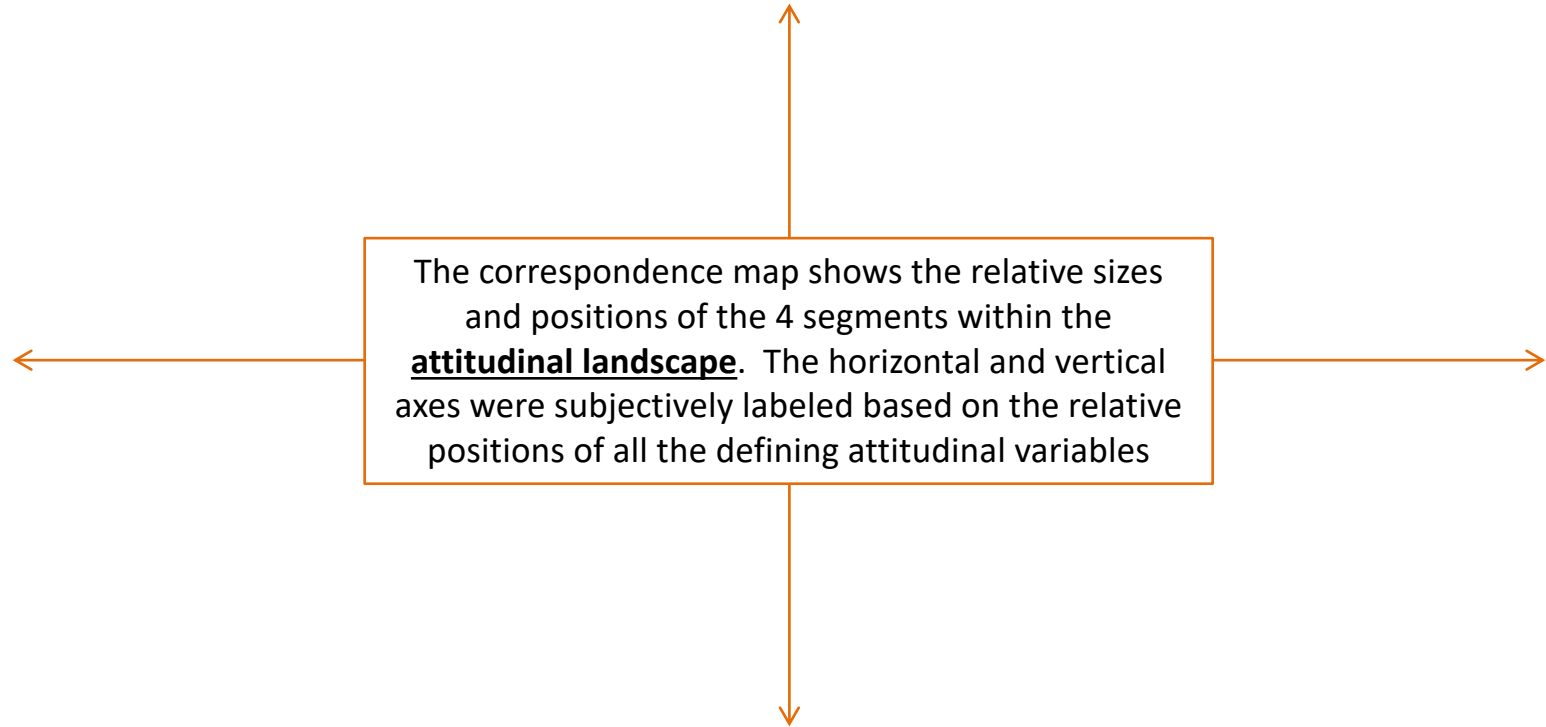 The correspondence map shows the relative sizes
and positions of the 4 segments within the
attitudinal landscape.  The horizontal and vertical
axes were subjectively labeled based on the relative
positions of all the defining attitudinal variables